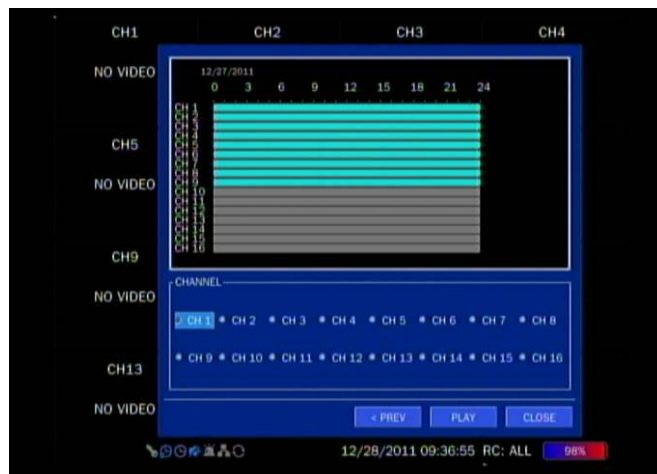 CH1 CH2 CH3 CH4
NO VIDEO
12/27/2011
0 3 6 9 12 15 18 21 24
CH 1
CH 2
CH 3
CH 4
CH 5
CH 6
CH 7
CH 8
CH 9
CH 10
CH 11
CH 12
CH 13
CH 14
CH 15
CH 16
CH5
NO VIDEO
CH9
NO VIDEO
CHANNEL
CH 1 CH 2 CH 3 CH 4 CH 5 CH 6 CH 7 CH 8
CH 9 CH 10 CH 11 CH 12 CH 13 CH 14 CH 15 CH 16
CH13
NO VIDEO
< PREV PLAY CLOSE
12/28/2011 09:36:55 RC: ALL 98%